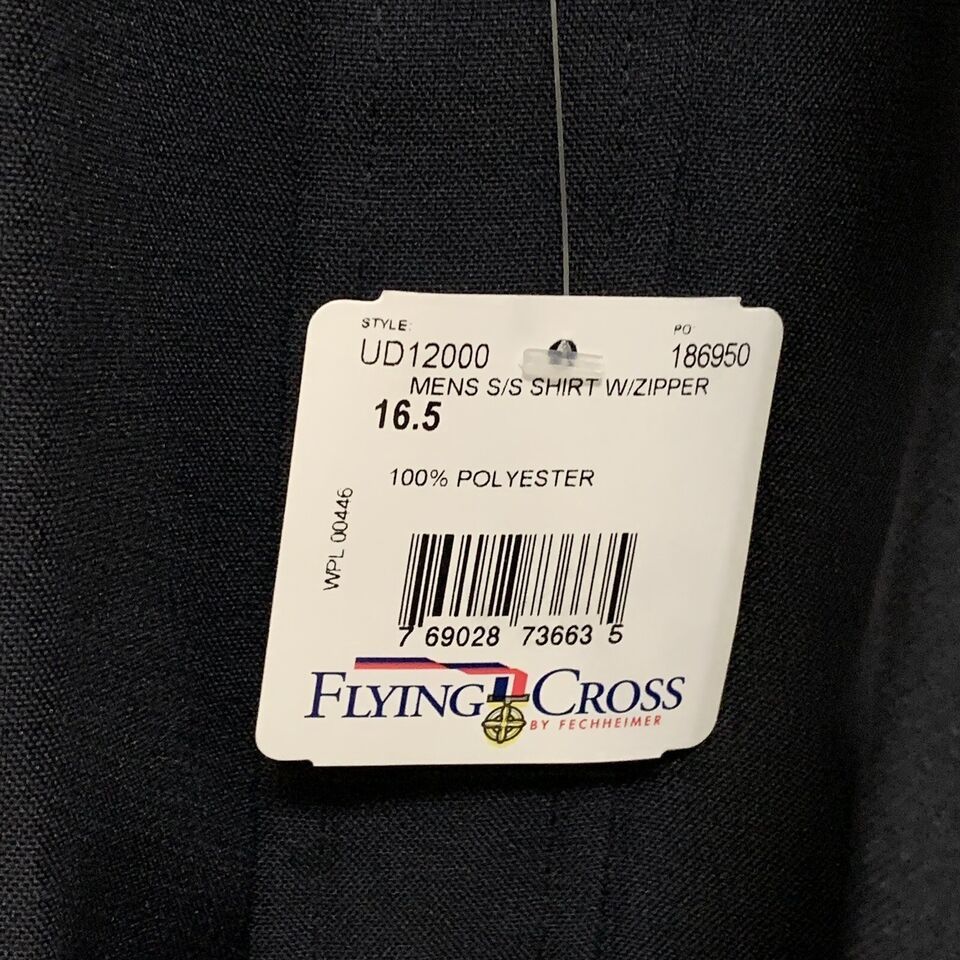 STYLE:
UD12000
PO
186950
MENS S/S SHIRT W/ZIPPER
16.5
100% POLYESTER
WPL 00446
7 69028 73663 5
FLYING CROSS
BY FECHHEIMER